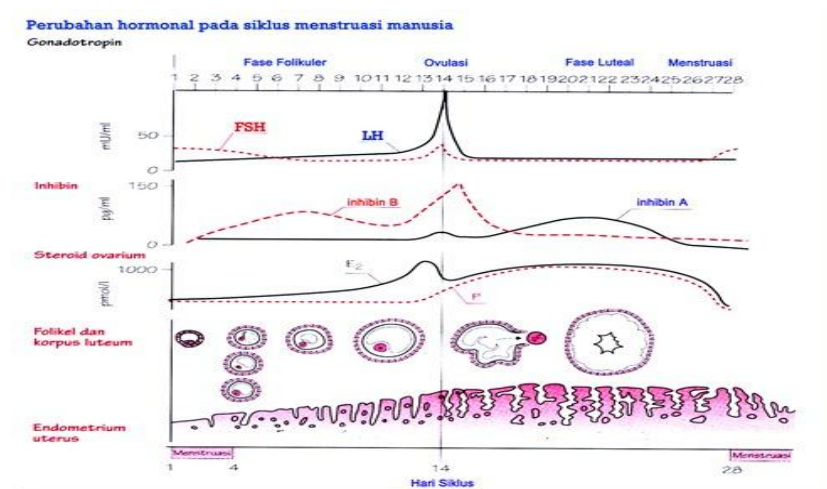 Perubahan hormonal pada siklus menstruasi manusia
Gonadotropin
Fase Folikuler Ovulasi Fase Luteal Menstruasi
1 2 3 4 5 6 7 8 9 10 11 12 13 14 15 16 17 18 19 20 21 22 23 24 25 26 27 28
mU/ml
50
0
FSH
LH
Inhibin
150
pg/ml
0
inhibin B
inhibin A
Steroid ovarium
1000
pmol/l
E2
P
Folikel dan
korpus luteum
Endometrium
uterus
Menstruasi
Menstruasi
1 4 14 28
Hari Siklus